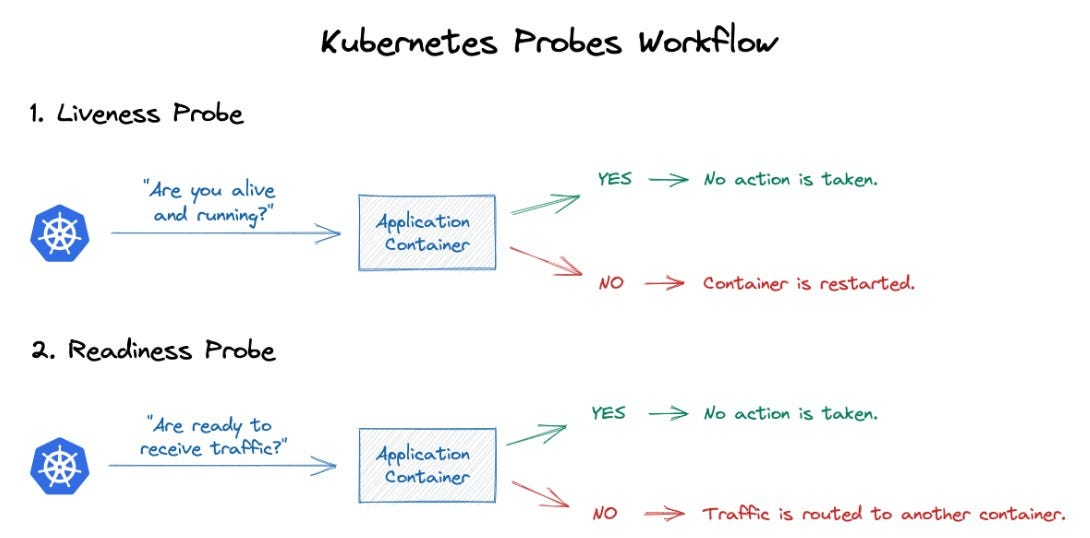 Kubernetes Probes Workflow
1. Liveness Probe
"Are you alive
and running?"
Application
Container
YES
No action is taken.
NO
Container is restarted.
2. Readiness Probe
"Are ready to
receive traffic?"
Application
Container
YES
No action is taken.
NO
Traffic is routed to another container.